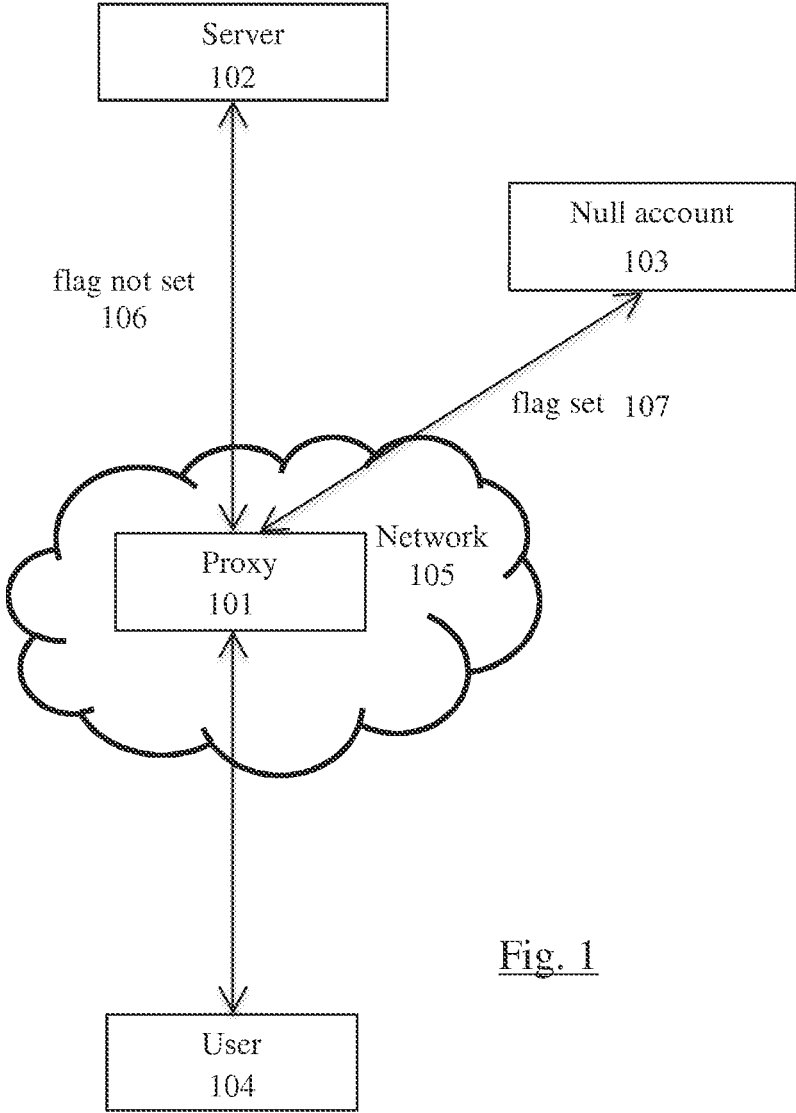 Server
102
Null account
103
flag not set
106
flag set 107
Network
105
Proxy
101
Fig. 1
User
104